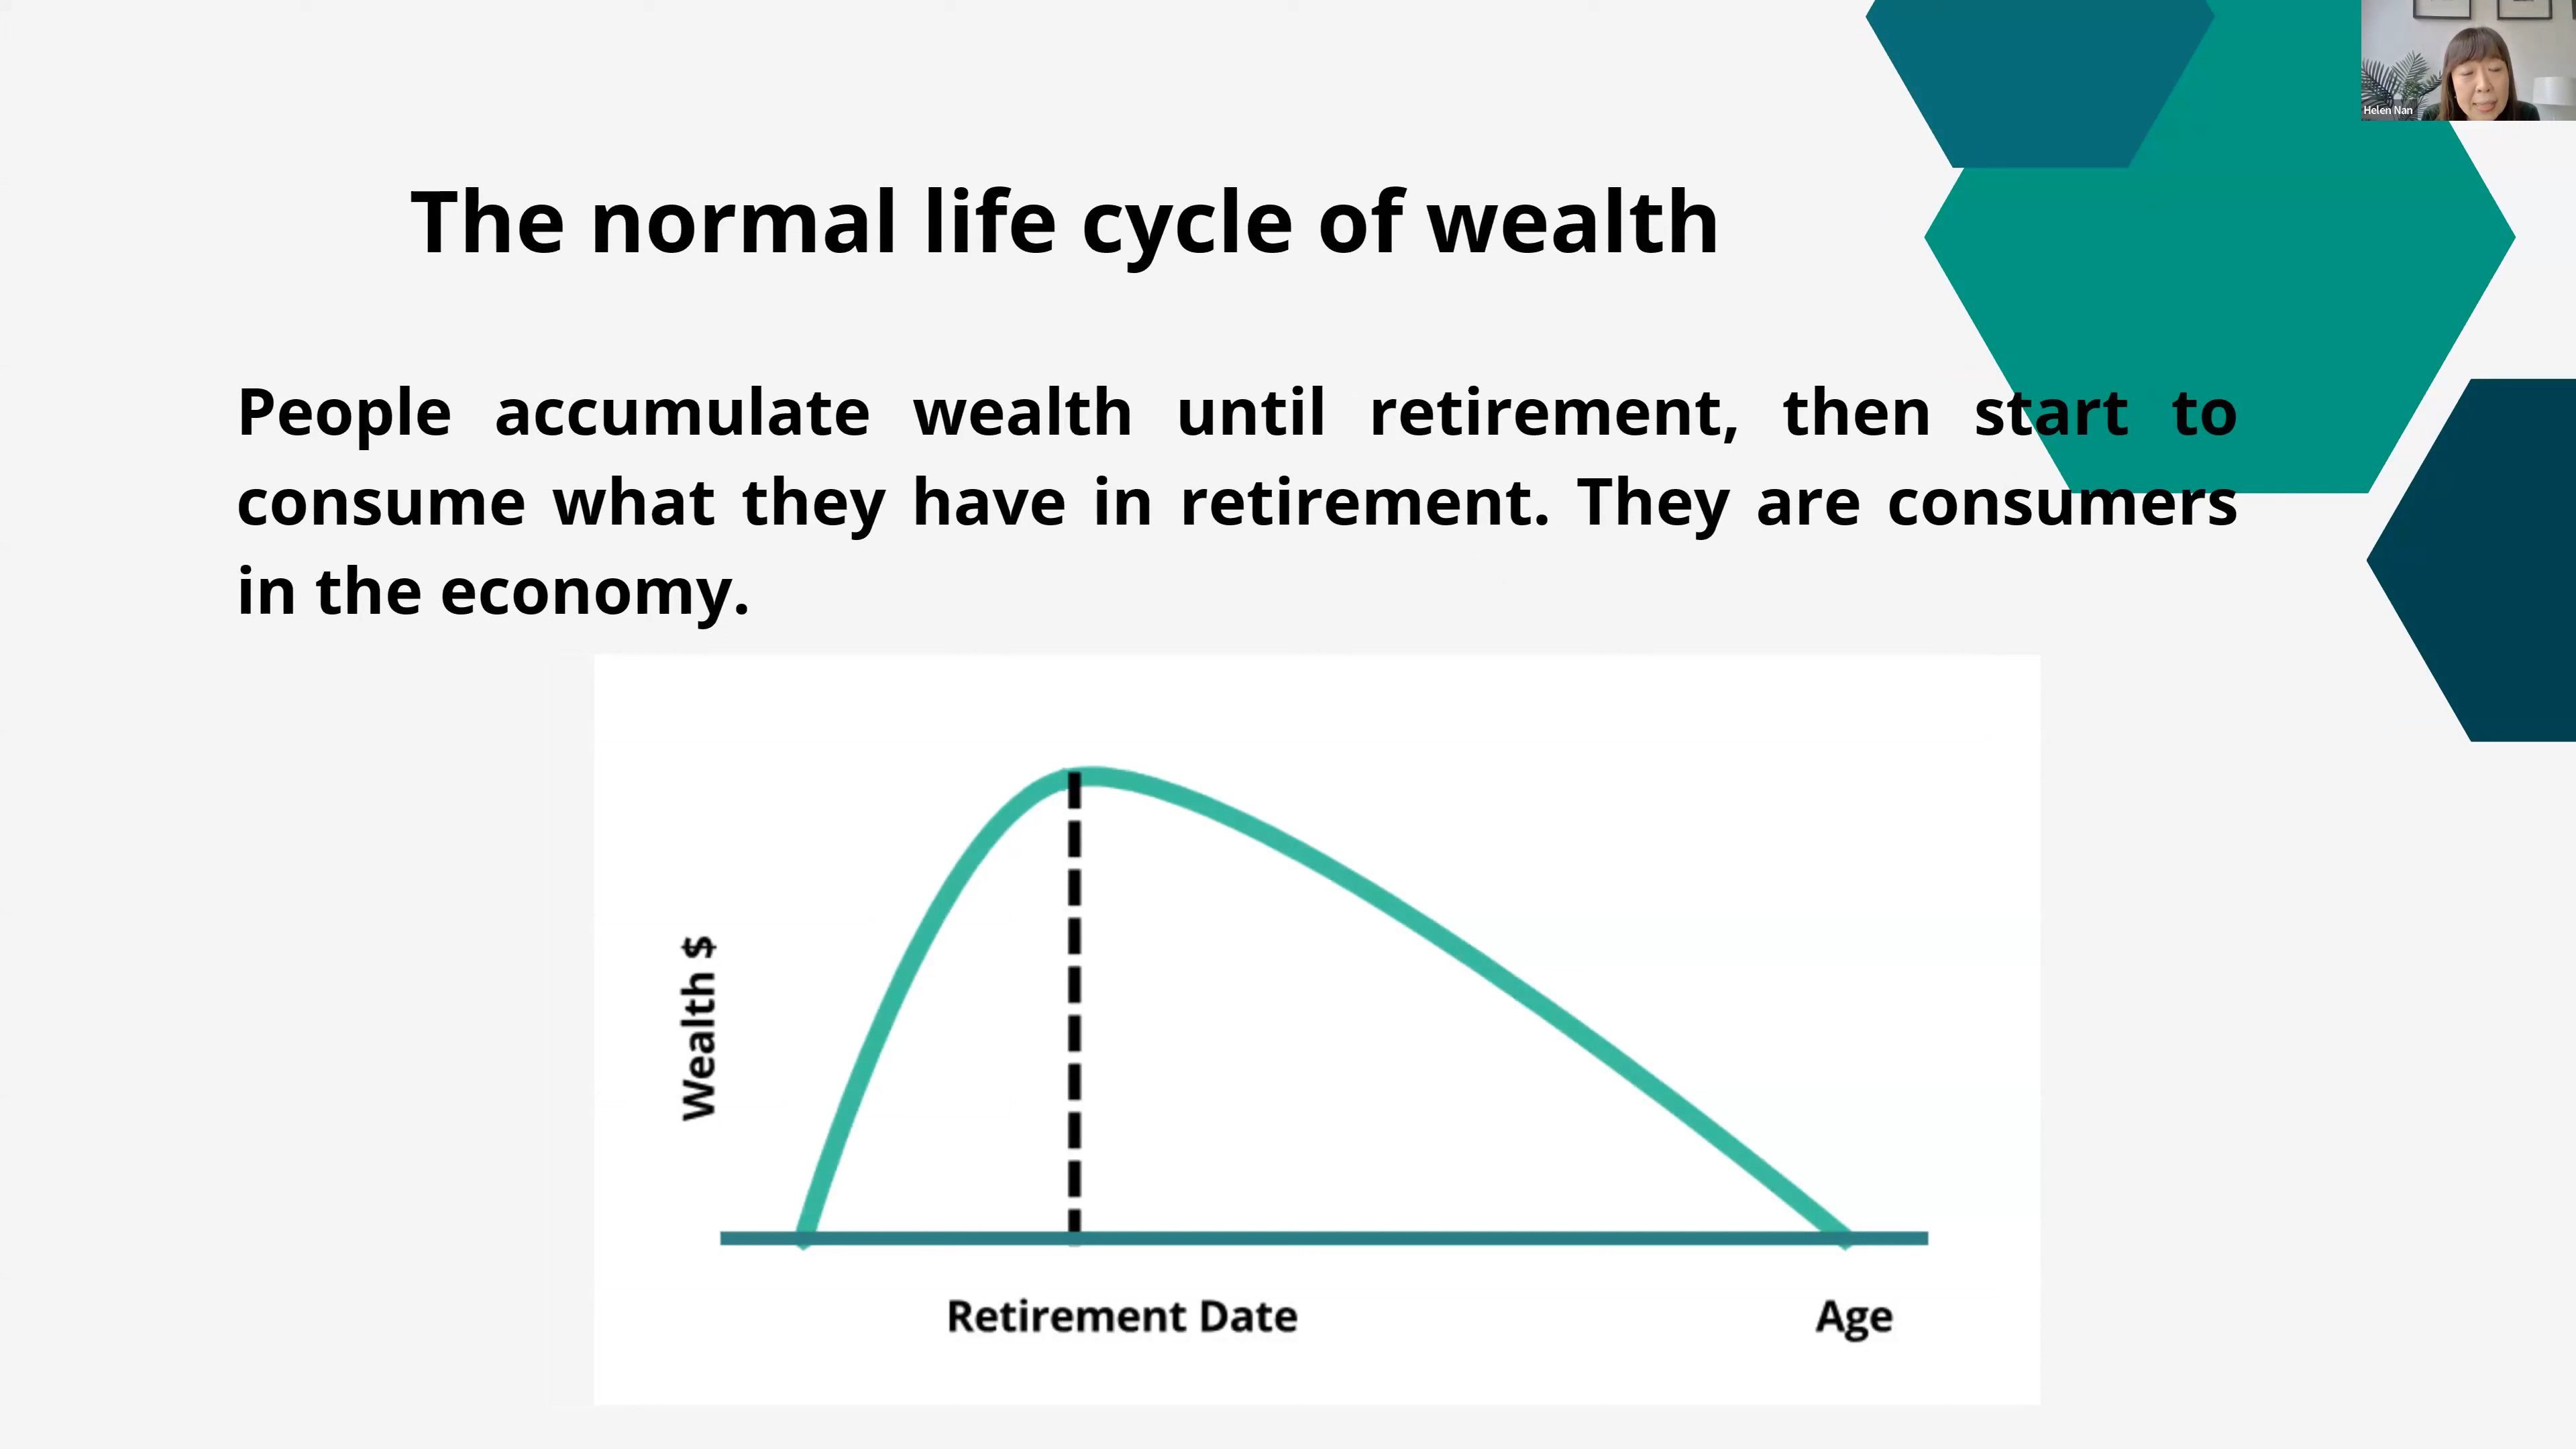 Helen Nan
The normal life cycle of wealth
People accumulate wealth until retirement, then start to
consume what they have in retirement. They are consumers
in the economy.
Wealth $
Retirement Date
Age